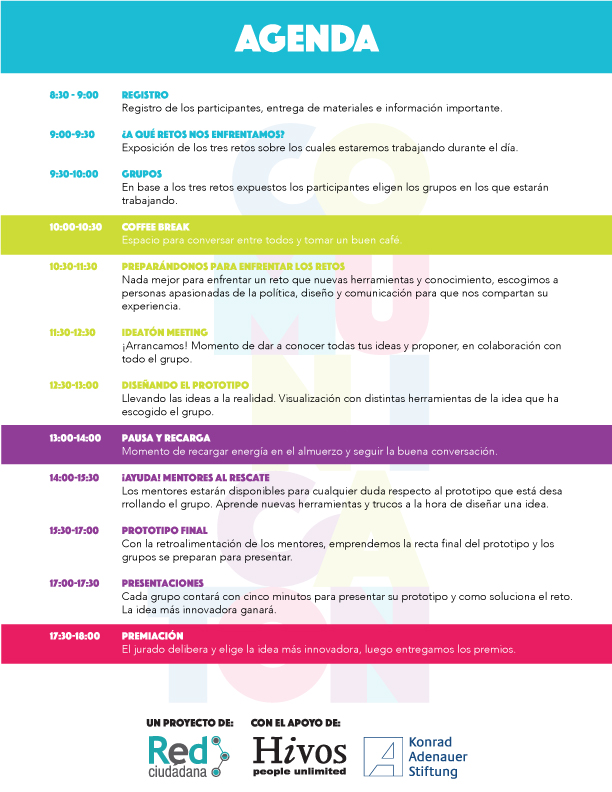 AGENDA
8:30 - 9:00 REGISTRO
Registro de los participantes, entrega de materiales e información importante.
9:00-9:30 ¿A QUÉ RETOS NOS ENFRENTAMOS?
Exposición de los tres retos sobre los cuales estaremos trabajando durante el día.
9:30-10:00 GRUPOS
En base a los tres retos expuestos los participantes eligen los grupos en los que estarán
trabajando.
10:00-10:30 COFFEE BREAK
Espacio para conversar entre todos y tomar un buen café.
10:30-11:30 PREPARÁNDONOS PARA ENFRENTAR LOS RETOS
Nada mejor para enfrentar un reto que nuevas herramientas y conocimiento, escogimos a
personas apasionadas de la política, diseño y comunicación para que nos compartan su
experiencia.
11:30-12:30 IDEATÓN MEETING
¡Arrancamos! Momento de dar a conocer todas tus ideas y proponer, en colaboración con
todo el grupo.
12:30-13:00 DISEÑANDO EL PROTOTIPO
Llevando las ideas a la realidad. Visualización con distintas herramientas de la idea que ha
escogido el grupo.
13:00-14:00 PAUSA Y RECARGA
Momento de recargar energía en el almuerzo y seguir la buena conversación.
14:00-15:30 ¡AYUDA! MENTORES AL RESCATE
Los mentores estarán disponibles para cualquier duda respecto al prototipo que está desa
rrollando el grupo. Aprende nuevas herramientas y trucos a la hora de diseñar una idea.
15:30-17:00 PROTOTIPO FINAL
Con la retroalimentación de los mentores, emprendemos la recta final del prototipo y los
grupos se preparan para presentar.
17:00-17:30 PRESENTACIONES
Cada grupo contará con cinco minutos para presentar su prototipo y como soluciona el reto.
La idea más innovadora ganará.
17:30-18:00 PREMIACIÓN
El jurado delibera y elige la idea más innovadora, luego entregamos los premios.
CO
MU
NI
CA
TON
UN PROYECTO DE: CON EL APOYO DE:
Red
ciudadana
Hivos
people unlimited
Konrad
Adenauer
Stiftung